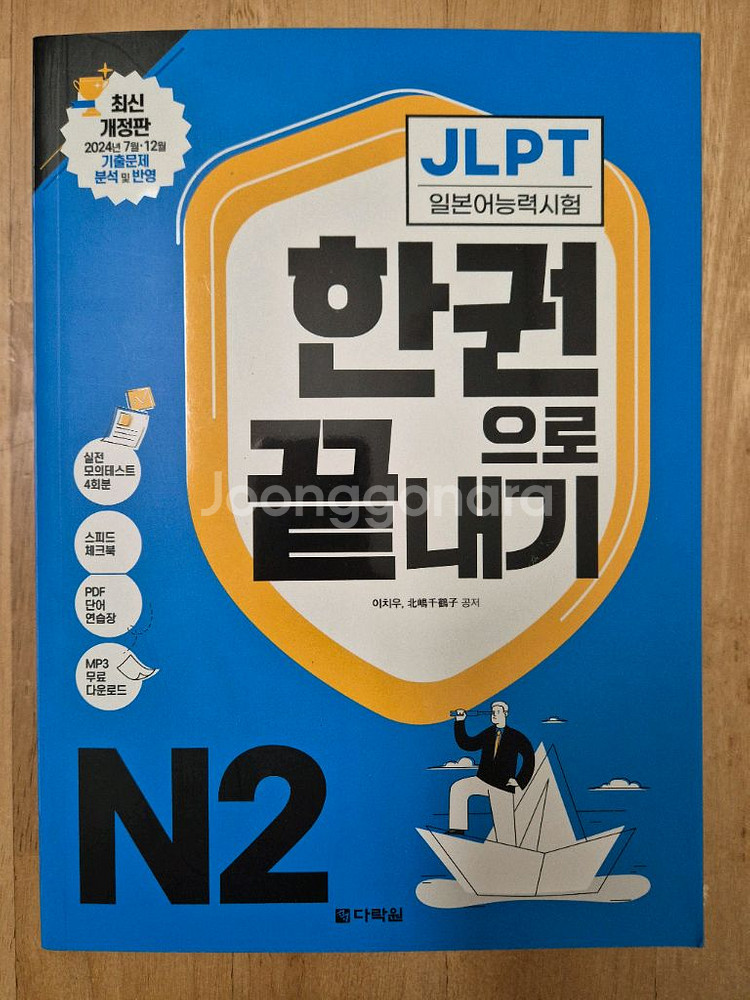 최신
개정판
2024년 7월·12월
기출문제
분석 및 반영
JLPT
일본어능력시험
한권
으로
끝내기
Joonggonara
이치우, 北嶋千鶴子 공저
실전
모의테스트
4회분
스피드
체크북
PDF
단어
연습장
MP3
무료
다운로드
N2
다락원